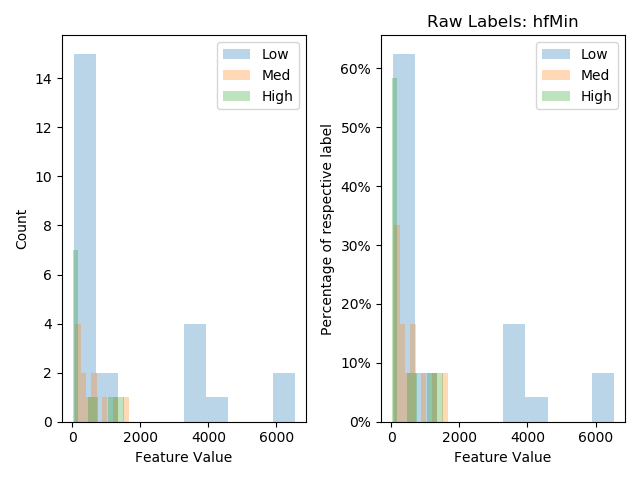 Raw Labels: hfMin
Low
Med
High
Count
14
12
10
8
6
4
2
0
0
2000
4000
6000
Feature Value
Low
Med
High
Percentage of respective label
60%
50%
40%
30%
20%
10%
0%
0
2000
4000
6000
Feature Value